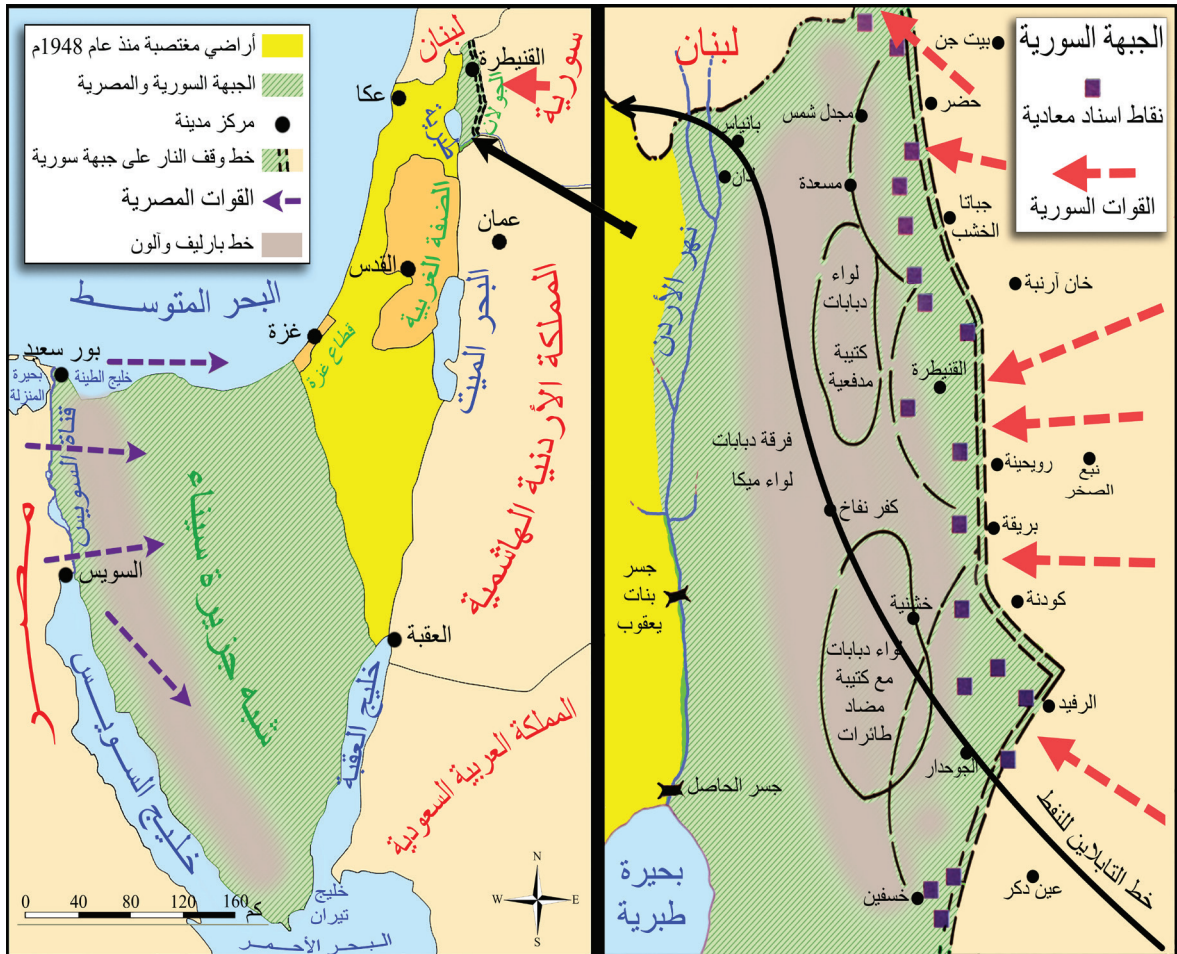 الجبهة السورية
نقاط اسناد معادية
القوات السورية
لبنان
بيت جن
حضر
مجدل شمس
بانياس
دان
مسعدة
جباتا
الخشب
نهر الأردن
لواء
دبابات
كتيبة
مدفعية
خان آرنبة
القنيطرة
فرقة دبابات
لواء ميكا
رويحينة
نبع
الصخر
كفر نفاخ
بريقة
جسر
بنات
يعقوب
خشنية
كودنة
لواء دبابات
مع كتيبة
مضاد
طائرات
الرفيد
الجوحدار
جسر الحاصل
خط التابلاين للنفط
بحيرة
طبرية
عين ذكر
خسفين
أراضي مغتصبة منذ عام 1948م
الجبهة السورية والمصرية
مركز مدينة
خط وقف النار على جبهة سورية
القوات المصرية
خط بارليف وآلون
لبنان
سورية
القنيطرة
الجولان
عكا
طبرية
الضفة الغربية
عمان
القدس
البحر الميت
البحر المتوسط
غزة
قطاع غزة
المملكة الأردنية الهاشمية
بور سعيد
خليج الطينة
بحيرة
المنزلة
قناة السويس
مصر
شبه جزيرة سيناء
السويس
العقبة
خليج العقبة
خليج السويس
المملكة العربية السعودية
خليج
تيران
البحر الأحمر
0 40 80 120 160 كم
N
W E
S